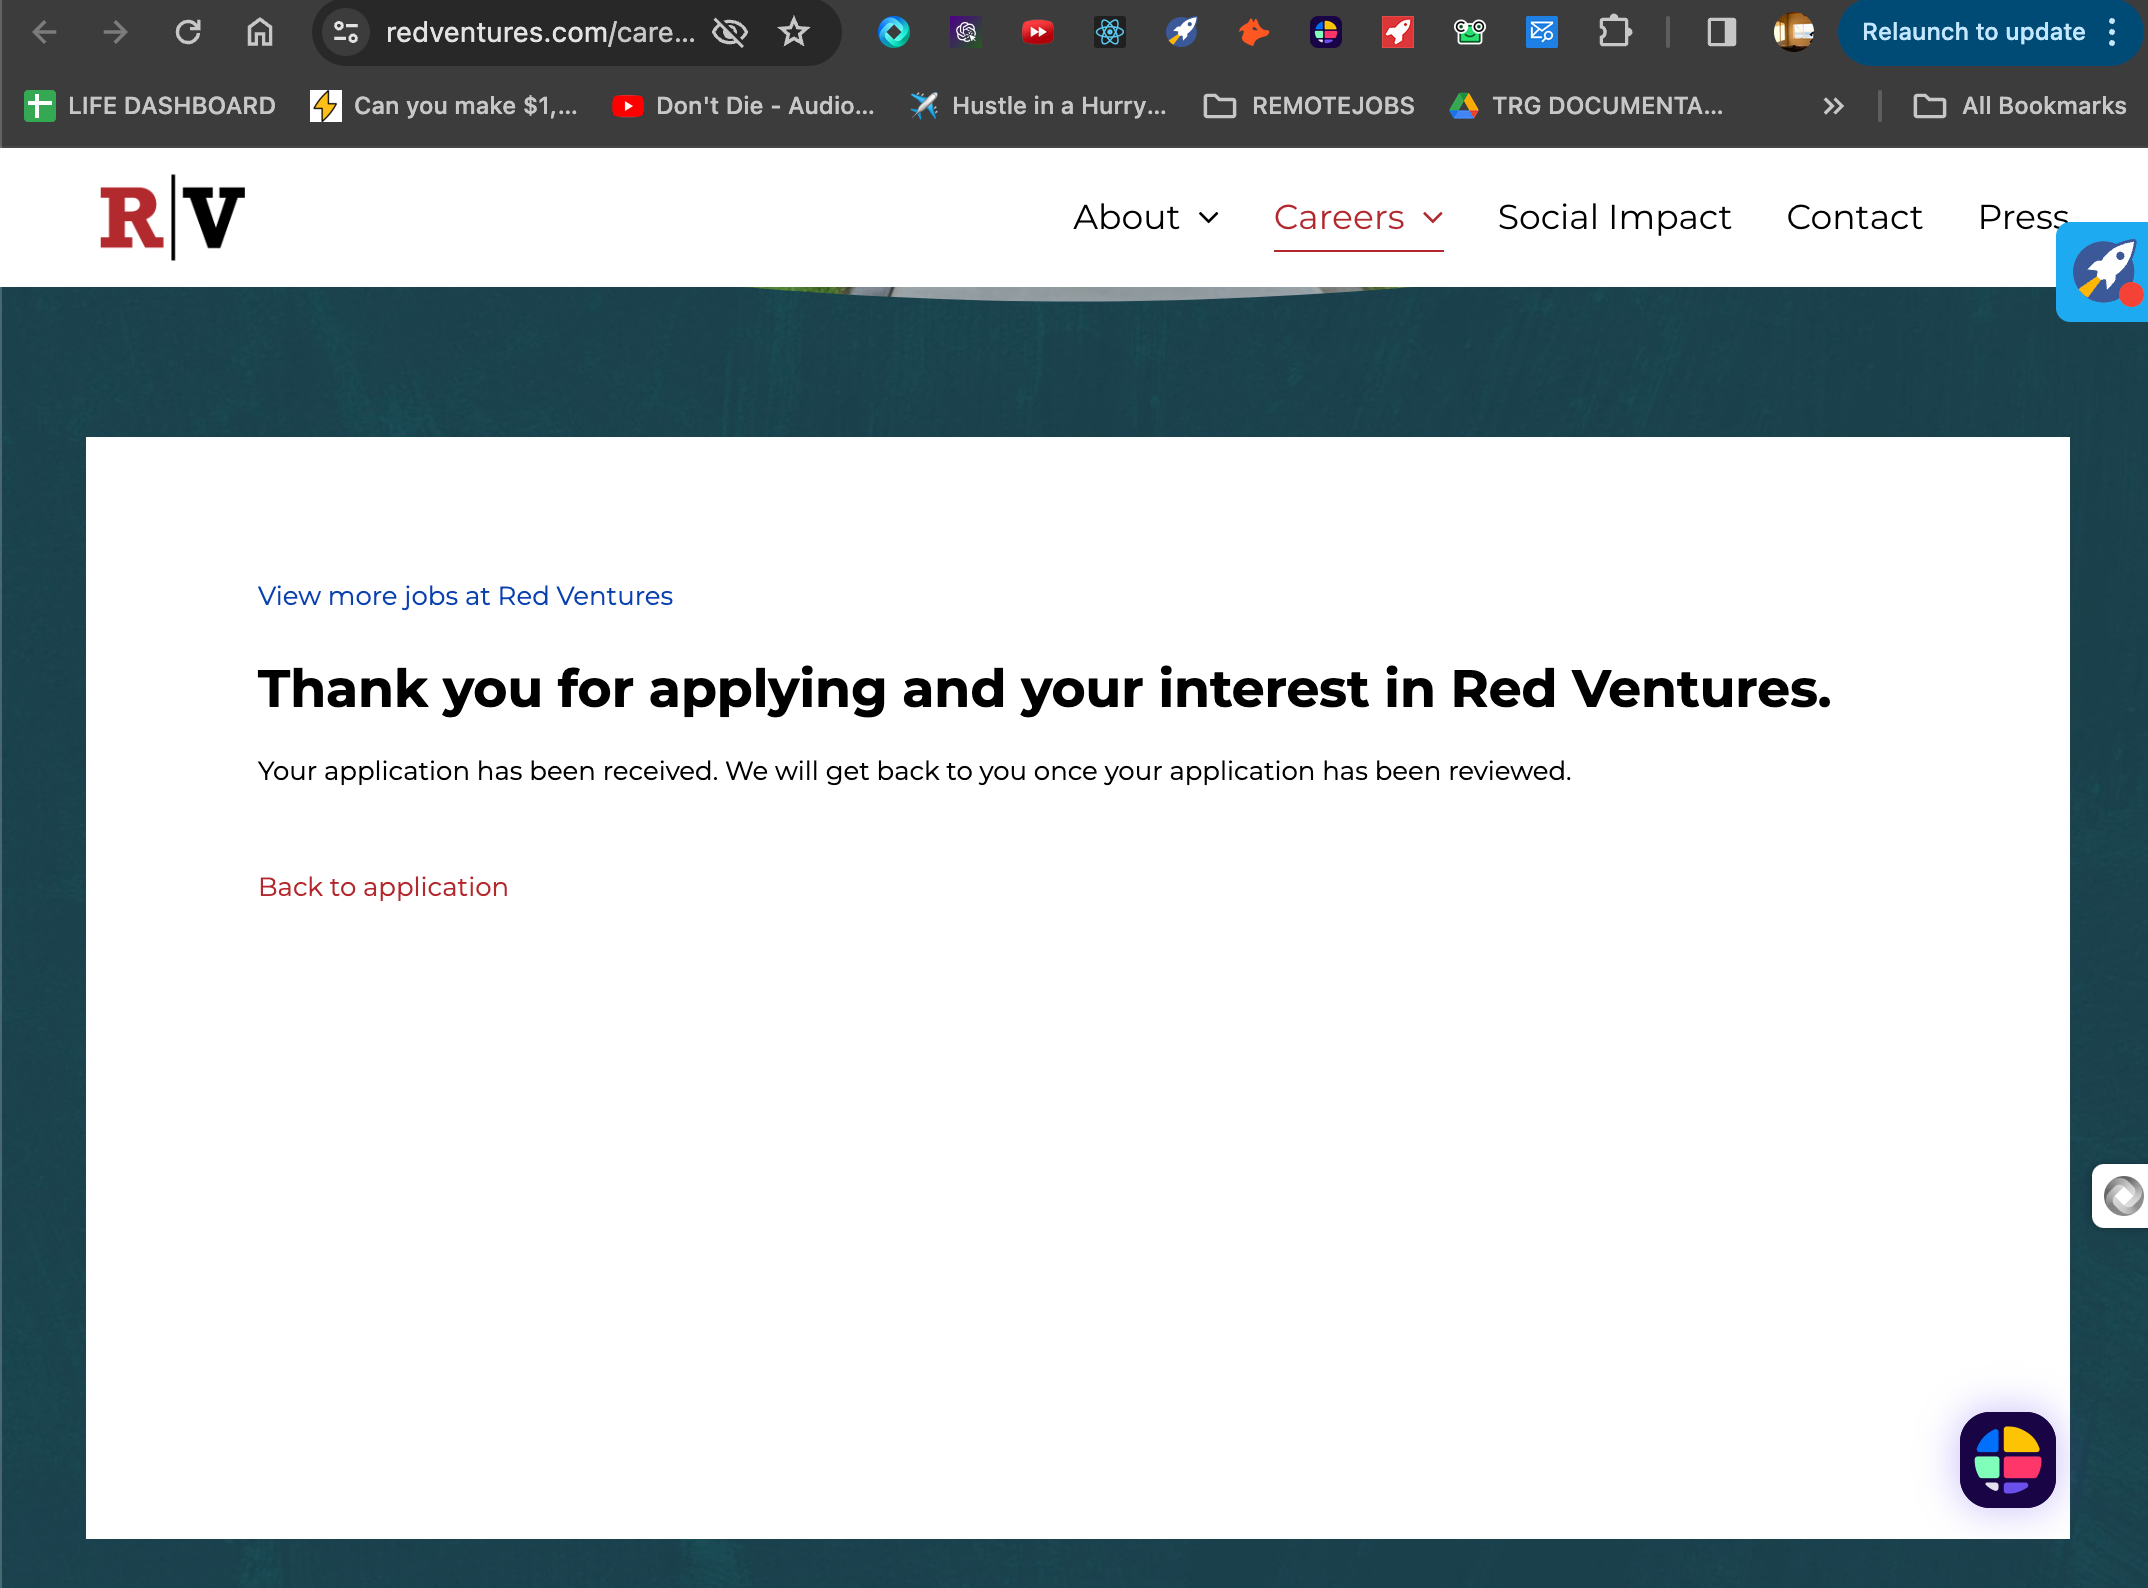 redventures.com/care...
Relaunch to update
LIFE DASHBOARD
Can you make $1,...
Don't Die - Audio...
Hustle in a Hurry...
REMOTEJOBS
TRG DOCUMENTA...
All Bookmarks
R|V
About
Careers
Social Impact
Contact
Press
View more jobs at Red Ventures
Thank you for applying and your interest in Red Ventures.
Your application has been received. We will get back to you once your application has been reviewed.
Back to application